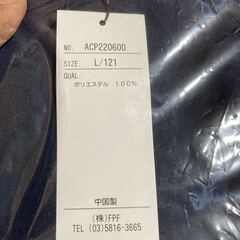 NO. ACP220600
SIZE. L/121
QUAL.
ポリエステル 100%
中国製
(株)FPF
TEL (03)5816-3665